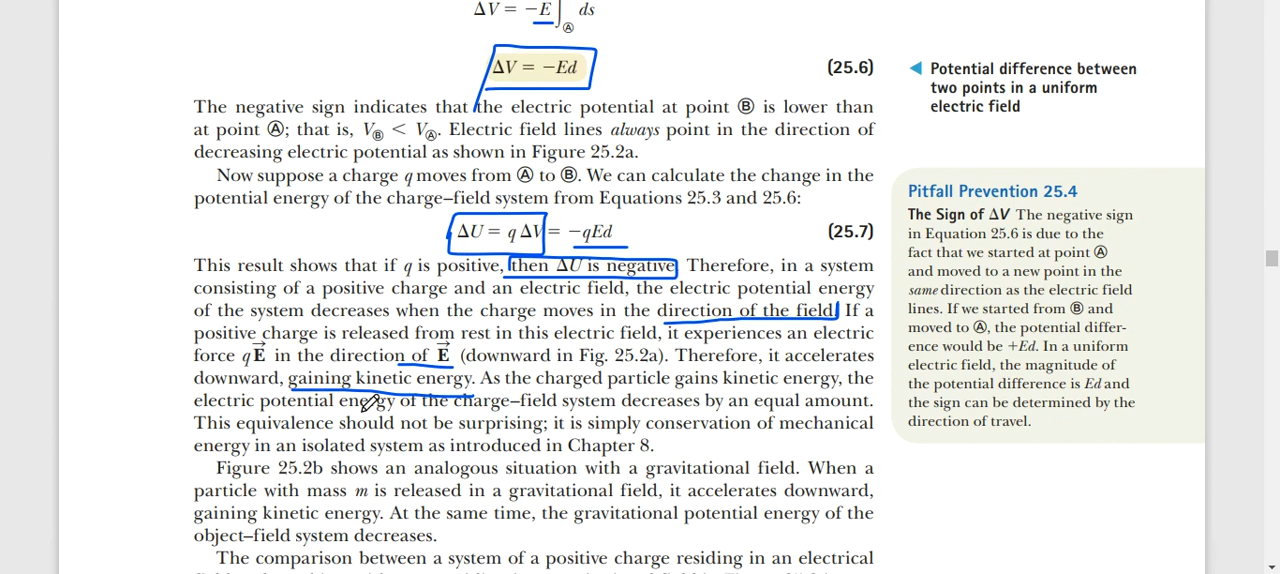 ΔV = −E∫Ⓐ ds
ΔV = −Ed (25.6)
The negative sign indicates that the electric potential at point Ⓑ is lower than
at point Ⓐ; that is, VⒷ < VⒶ. Electric field lines always point in the direction of
decreasing electric potential as shown in Figure 25.2a.
Now suppose a charge q moves from Ⓐ to Ⓑ. We can calculate the change in the
potential energy of the charge–field system from Equations 25.3 and 25.6:
ΔU = q ΔV = −qEd (25.7)
This result shows that if q is positive, then ΔU is negative. Therefore, in a system
consisting of a positive charge and an electric field, the electric potential energy
of the system decreases when the charge moves in the direction of the field. If a
positive charge is released from rest in this electric field, it experiences an electric
force qE⃗ in the direction of E⃗ (downward in Fig. 25.2a). Therefore, it accelerates
downward, gaining kinetic energy. As the charged particle gains kinetic energy, the
electric potential energy of the charge–field system decreases by an equal amount.
This equivalence should not be surprising; it is simply conservation of mechanical
energy in an isolated system as introduced in Chapter 8.
Figure 25.2b shows an analogous situation with a gravitational field. When a
particle with mass m is released in a gravitational field, it accelerates downward,
gaining kinetic energy. At the same time, the gravitational potential energy of the
object–field system decreases.
The comparison between a system of a positive charge residing in an electrical
◀ Potential difference between
two points in a uniform
electric field
Pitfall Prevention 25.4
The Sign of ΔV The negative sign
in Equation 25.6 is due to the
fact that we started at point Ⓐ
and moved to a new point in the
same direction as the electric field
lines. If we started from Ⓑ and
moved to Ⓐ, the potential differ-
ence would be +Ed. In a uniform
electric field, the magnitude of
the potential difference is Ed and
the sign can be determined by the
direction of travel.